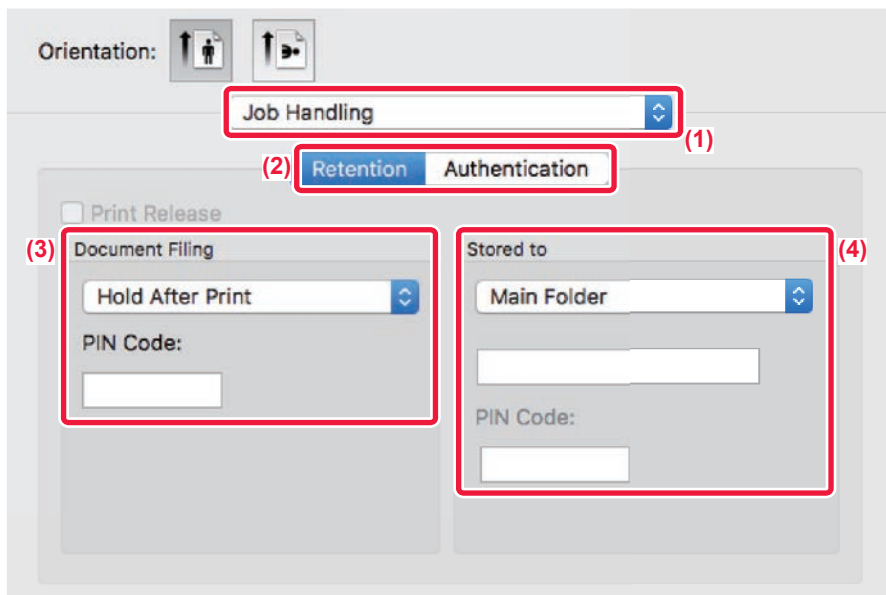 Orientation:
Job Handling
(1)
(2)
Retention Authentication
Print Release
(3)
Document Filing
Hold After Print
PIN Code:
Stored to
(4)
Main Folder
PIN Code: